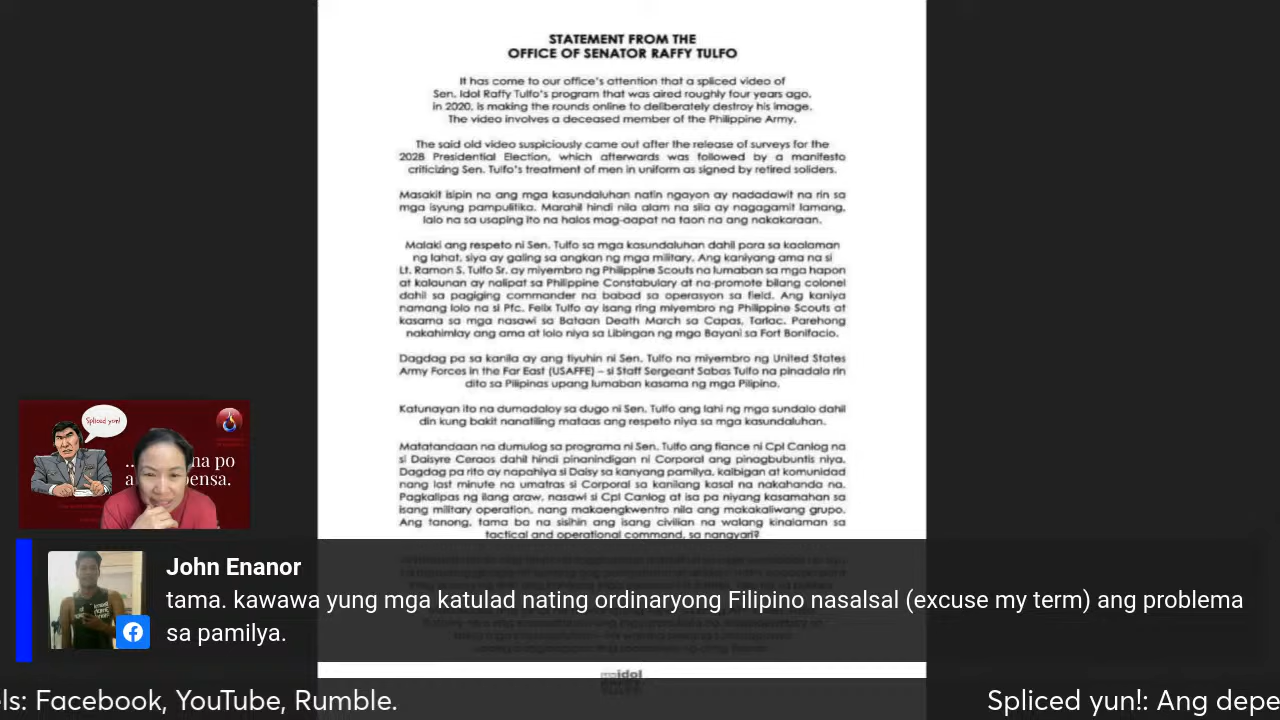 STATEMENT FROM THE
OFFICE OF SENATOR RAFFY TULFO
It has come to our office's attention that a spliced video of
Sen. Idol Raffy Tulfo's program that was aired roughly four years ago,
in 2020, is making the rounds online to deliberately destroy his image.
The video involves a deceased member of the Philippine Army.
The said old video suspiciously came out after the release of surveys for the
2028 Presidential Election, which afterwards was followed by a manifesto
criticizing Sen. Tulfo's treatment of men in uniform as signed by retired soliders.
Masakit isipin na ang mga kasundaluhan natin ngayon ay nadadawit na rin sa
mga isyung pampulitika. Marahil hindi nila alam na sila ay nagagamit lamang,
lalo na sa usaping ito na halos mag-aapat na taon na ang nakakaraan.
Malaki ang respeto ni Sen. Tulfo sa mga kasundaluhan dahil para sa kaalaman
ng lahat, siya ay galing sa angkan ng mga military. Ang kaniyang ama na si
Lt. Ramon S. Tulfo Sr. ay miyembro ng Philippine Scouts na lumaban sa mga hapon
at kalaunan ay nalipat sa Philippine Constabulary at na-promote bilang colonel
dahil sa pagiging commander na babad sa operasyon sa field. Ang kaniya
namang lolo na si Pfc. Felix Tulfo ay isang ring miyembro ng Philippine Scouts at
kasama sa mga nasawi sa Bataan Death March sa Capas, Tarlac. Parehong
nakahimlay ang ama at lolo niya sa Libingan ng mga Bayani sa Fort Bonifacio.
Dagdag pa sa kanila ay ang tiyuhin ni Sen. Tulfo na miyembro ng United States
Army Forces in the Far East (USAFFE) – si Staff Sergeant Sabas Tulfo na pinadala rin
dito sa Pilipinas upang lumaban kasama ng mga Pilipino.
Katunayan ito na dumadaloy sa dugo ni Sen. Tulfo ang lahi ng mga sundalo dahil
din kung bakit nanatiling mataas ang respeto niya sa mga kasundaluhan.
Matatandaan na dumulog sa programa ni Sen. Tulfo ang fiance ni Cpl Canlog na
si Daisyre Ceraos dahil hindi pinanindigan ni Corporal ang pinagbubuntis niya.
Dagdag pa rito ay napahiya si Daisy sa kanyang pamilya, kaibigan at komunidad
nang last minute na umatras si Corporal sa kanilang kasal na nakahanda na.
Pagkalipas ng ilang araw, nasawi si Cpl Canlog at isa pa niyang kasamahan sa
isang military operation, nang makaengkwentro nila ang makakaliwang grupo.
Ang tanong, tama ba na sisihin ang isang civilian na walang kinalaman sa
tactical and operational command, sa nangyari?
Spliced yun!
John Enanor
tama. kawawa yung mga katulad nating ordinaryong Filipino nasalsal (excuse my term) ang problema
sa pamilya.
idol
els: Facebook, YouTube, Rumble.
Spliced yun!: Ang depe